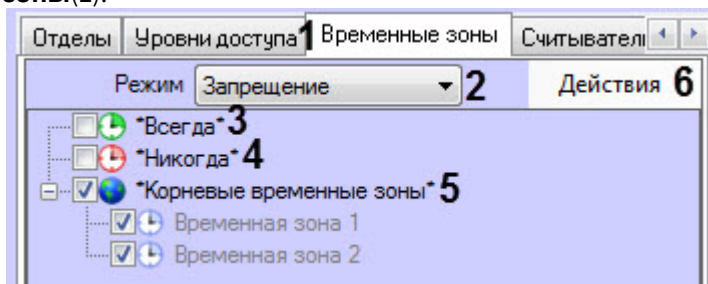 зоны(2).
Отделы Уровни доступа 1 Временные зоны Считывател
Режим Запрещение 2 Действия 6
*Всегда* 3
*Никогда* 4
*Корневые временные зоны* 5
Временная зона 1
Временная зона 2